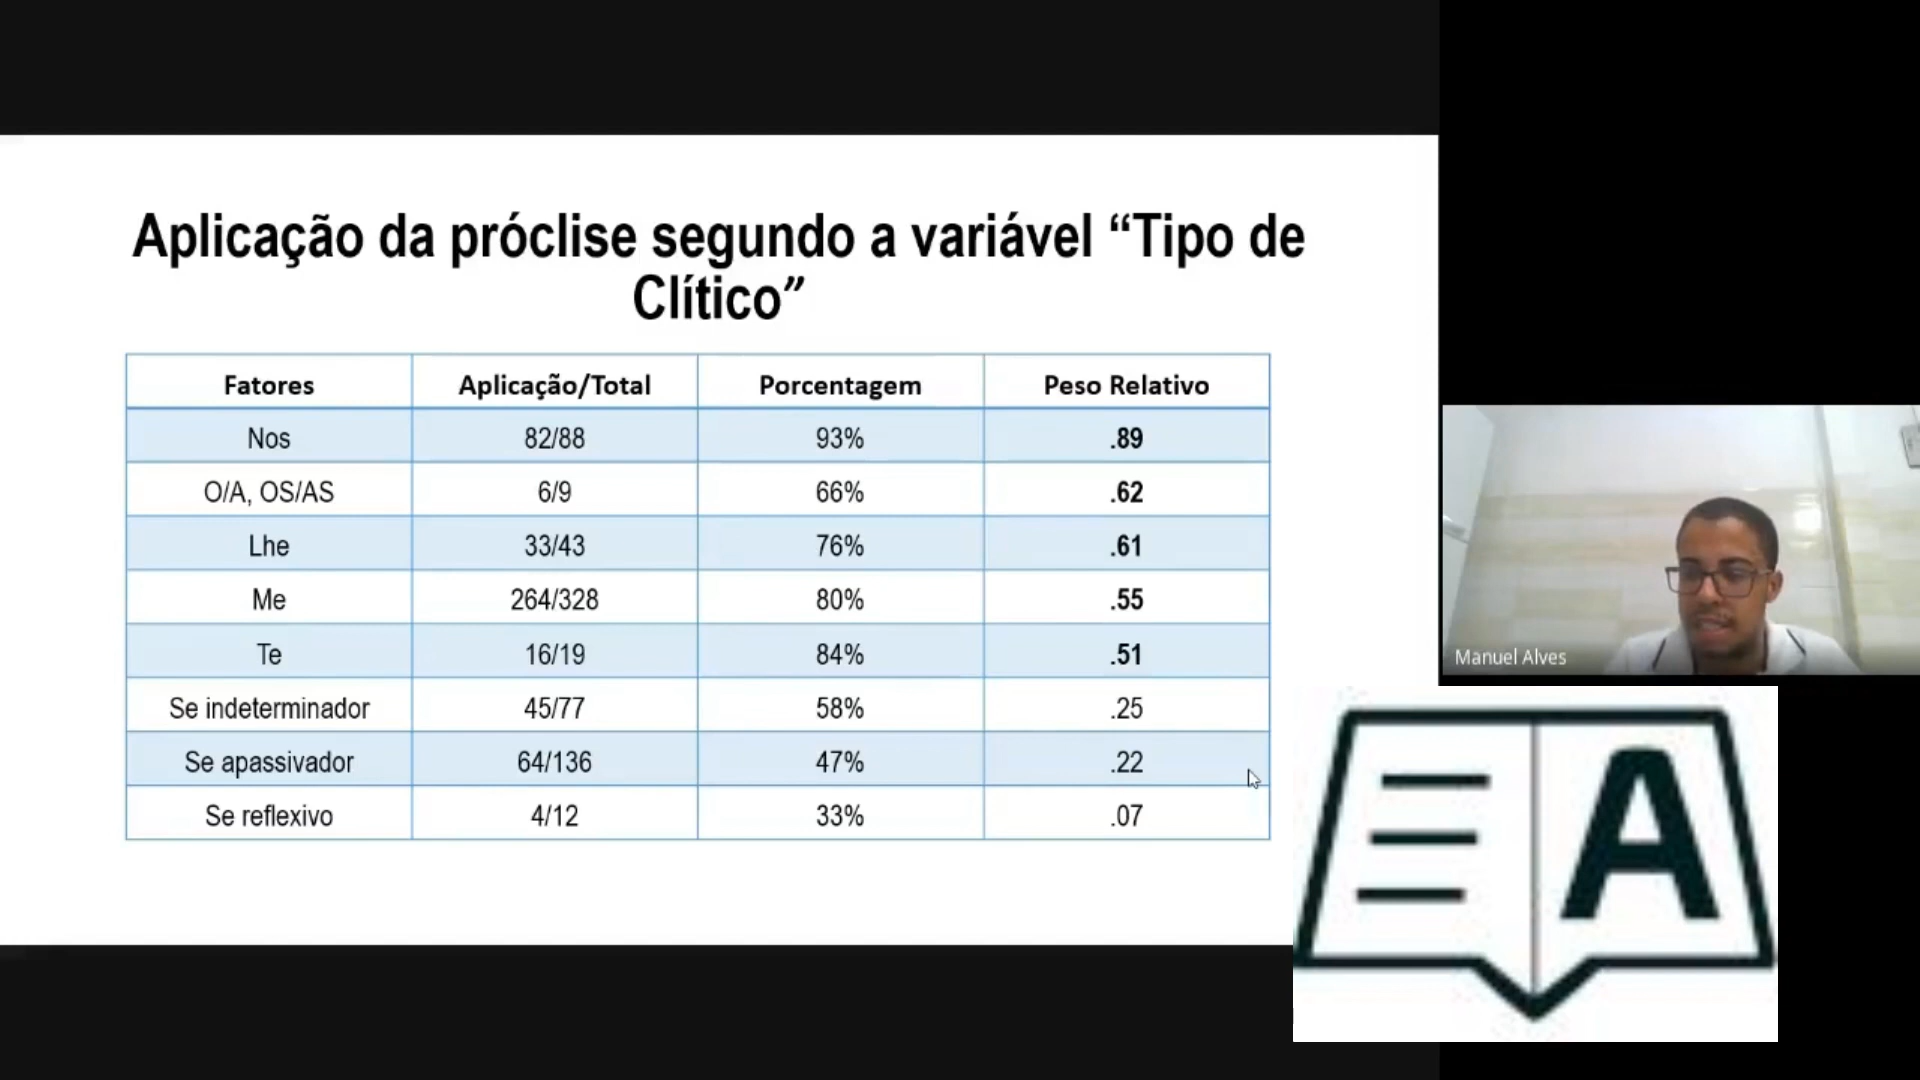 Aplicação da próclise segundo a variável “Tipo de
Clítico”
Fatores Aplicação/Total Porcentagem Peso Relativo
Nos 82/88 93% .89
O/A, OS/AS 6/9 66% .62
Lhe 33/43 76% .61
Me 264/328 80% .55
Te 16/19 84% .51
Se indeterminador 45/77 58% .25
Se apassivador 64/136 47% .22
Se reflexivo 4/12 33% .07
Manuel Alves
A